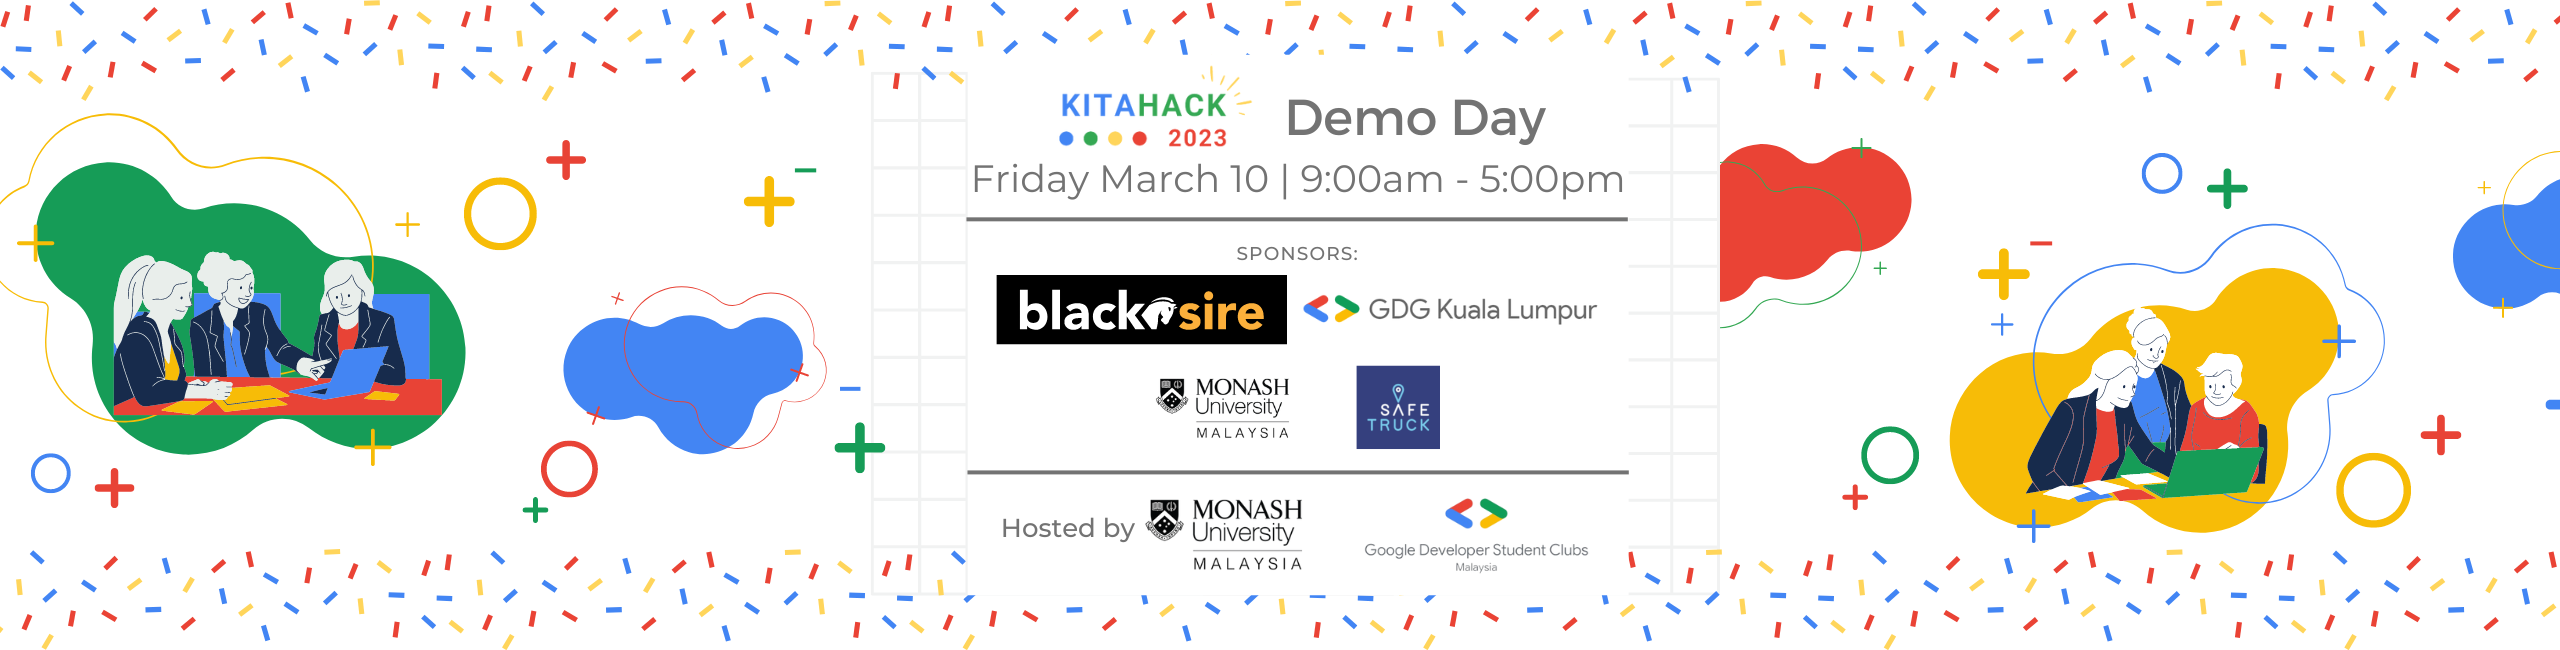 KITAHACK
2023
Demo Day
Friday March 10 | 9:00am - 5:00pm
SPONSORS:
blacksire
GDG Kuala Lumpur
MONASH
University
MALAYSIA
SAFE
TRUCK
Hosted by
MONASH
University
MALAYSIA
Google Developer Student Clubs
Malaysia